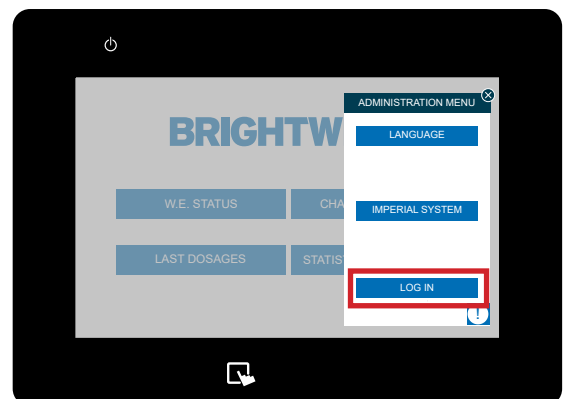 ADMINISTRATION MENU
BRIGHTW
LANGUAGE
W.E. STATUS
CHA
IMPERIAL SYSTEM
LAST DOSAGES
STATIS
LOG IN
!